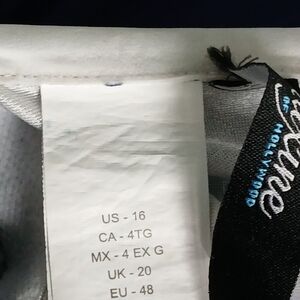 US - 16
CA - 4TG
MX - 4 EX G
UK - 20
EU - 48
OF HOLLYWOOD